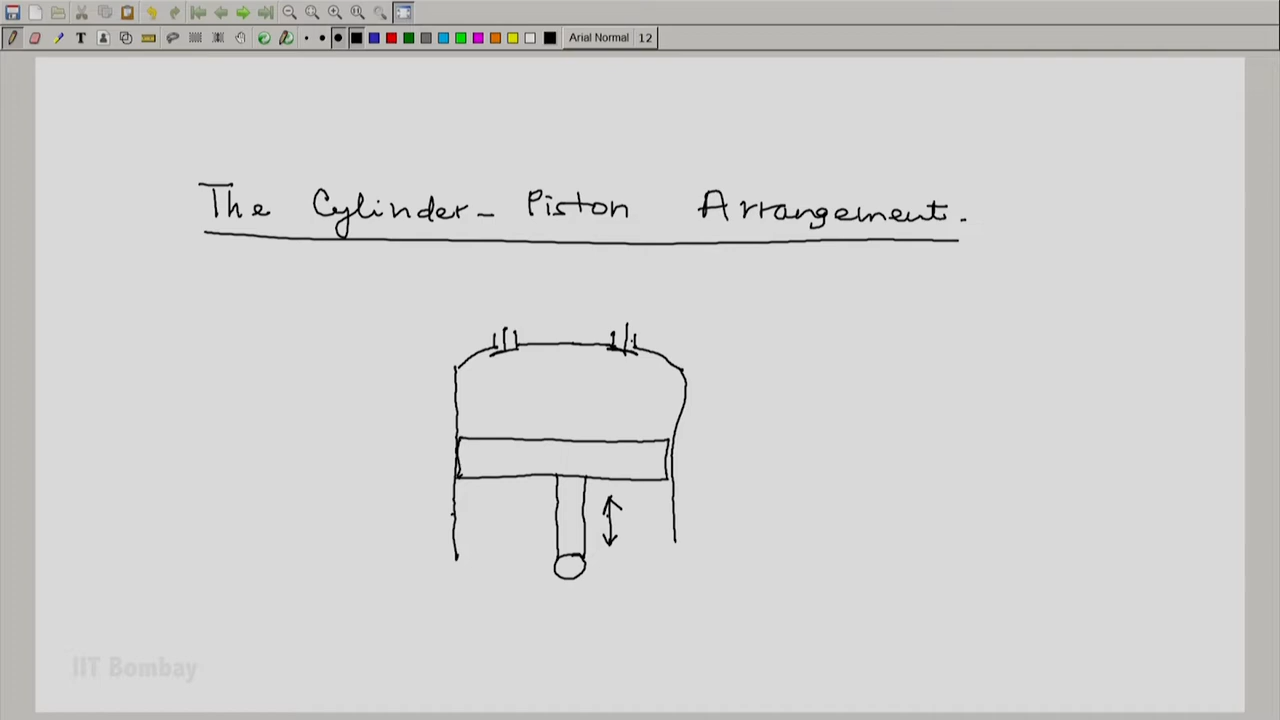 Arial Normal 12
The Cylinder - Piston Arrangement.
IIT Bombay